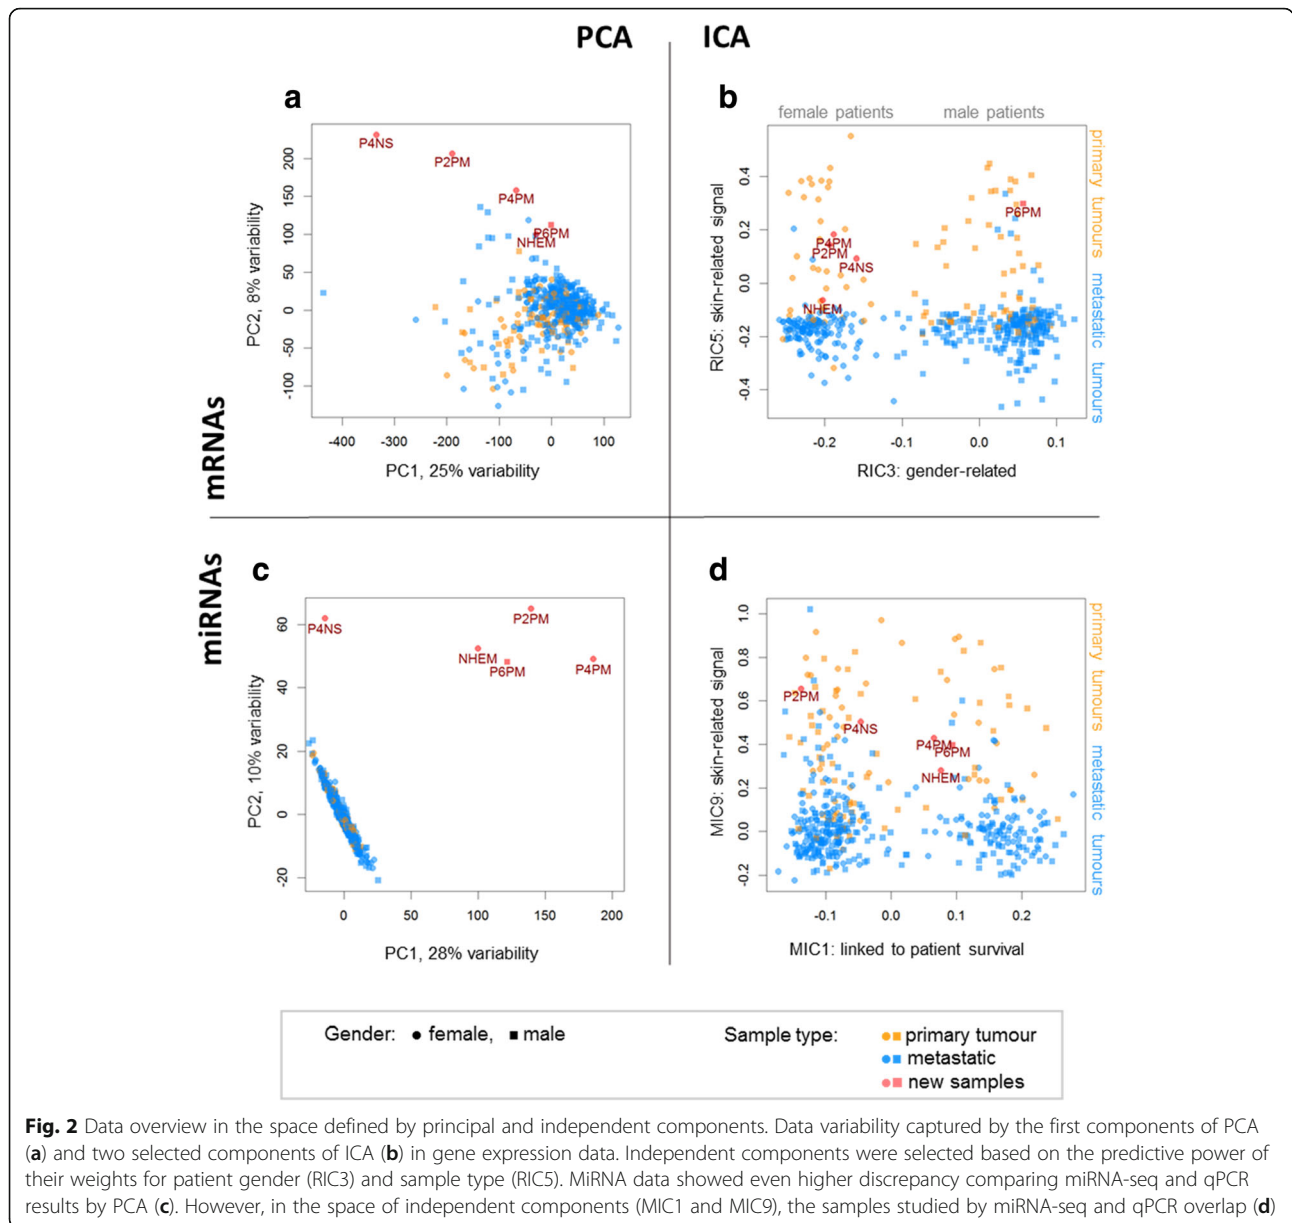 PCA
ICA
a
P4NS
P2PM
P4PM
P6PM
NHEM
200
150
100
50
0
-50
-100
PC2, 8% variability
-400 -300 -200 -100 0 100
PC1, 25% variability
b
female patients male patients
P6PM
P4PM
P2PM
P4NS
NHEM
0.4
0.2
0.0
-0.2
-0.4
RIC5: skin-related signal
-0.2 -0.1 0.0 0.1
RIC3: gender-related
primary tumours
metastatic tumours
mRNAs
miRNAs
c
P4NS
P2PM
NHEM
P6PM
P4PM
60
40
20
0
-20
PC2, 10% variability
0 50 100 150 200
PC1, 28% variability
d
P2PM
P4NS
P4PM
P6PM
NHEM
1.0
0.8
0.6
0.4
0.2
0.0
-0.2
MIC9: skin-related signal
-0.1 0.0 0.1 0.2
MIC1: linked to patient survival
primary tumours
metastatic tumours
Gender: female, male
Sample type: primary tumour
metastatic
new samples
Fig. 2 Data overview in the space defined by principal and independent components. Data variability captured by the first components of PCA
(a) and two selected components of ICA (b) in gene expression data. Independent components were selected based on the predictive power of
their weights for patient gender (RIC3) and sample type (RIC5). MiRNA data showed even higher discrepancy comparing miRNA-seq and qPCR
results by PCA (c). However, in the space of independent components (MIC1 and MIC9), the samples studied by miRNA-seq and qPCR overlap (d)